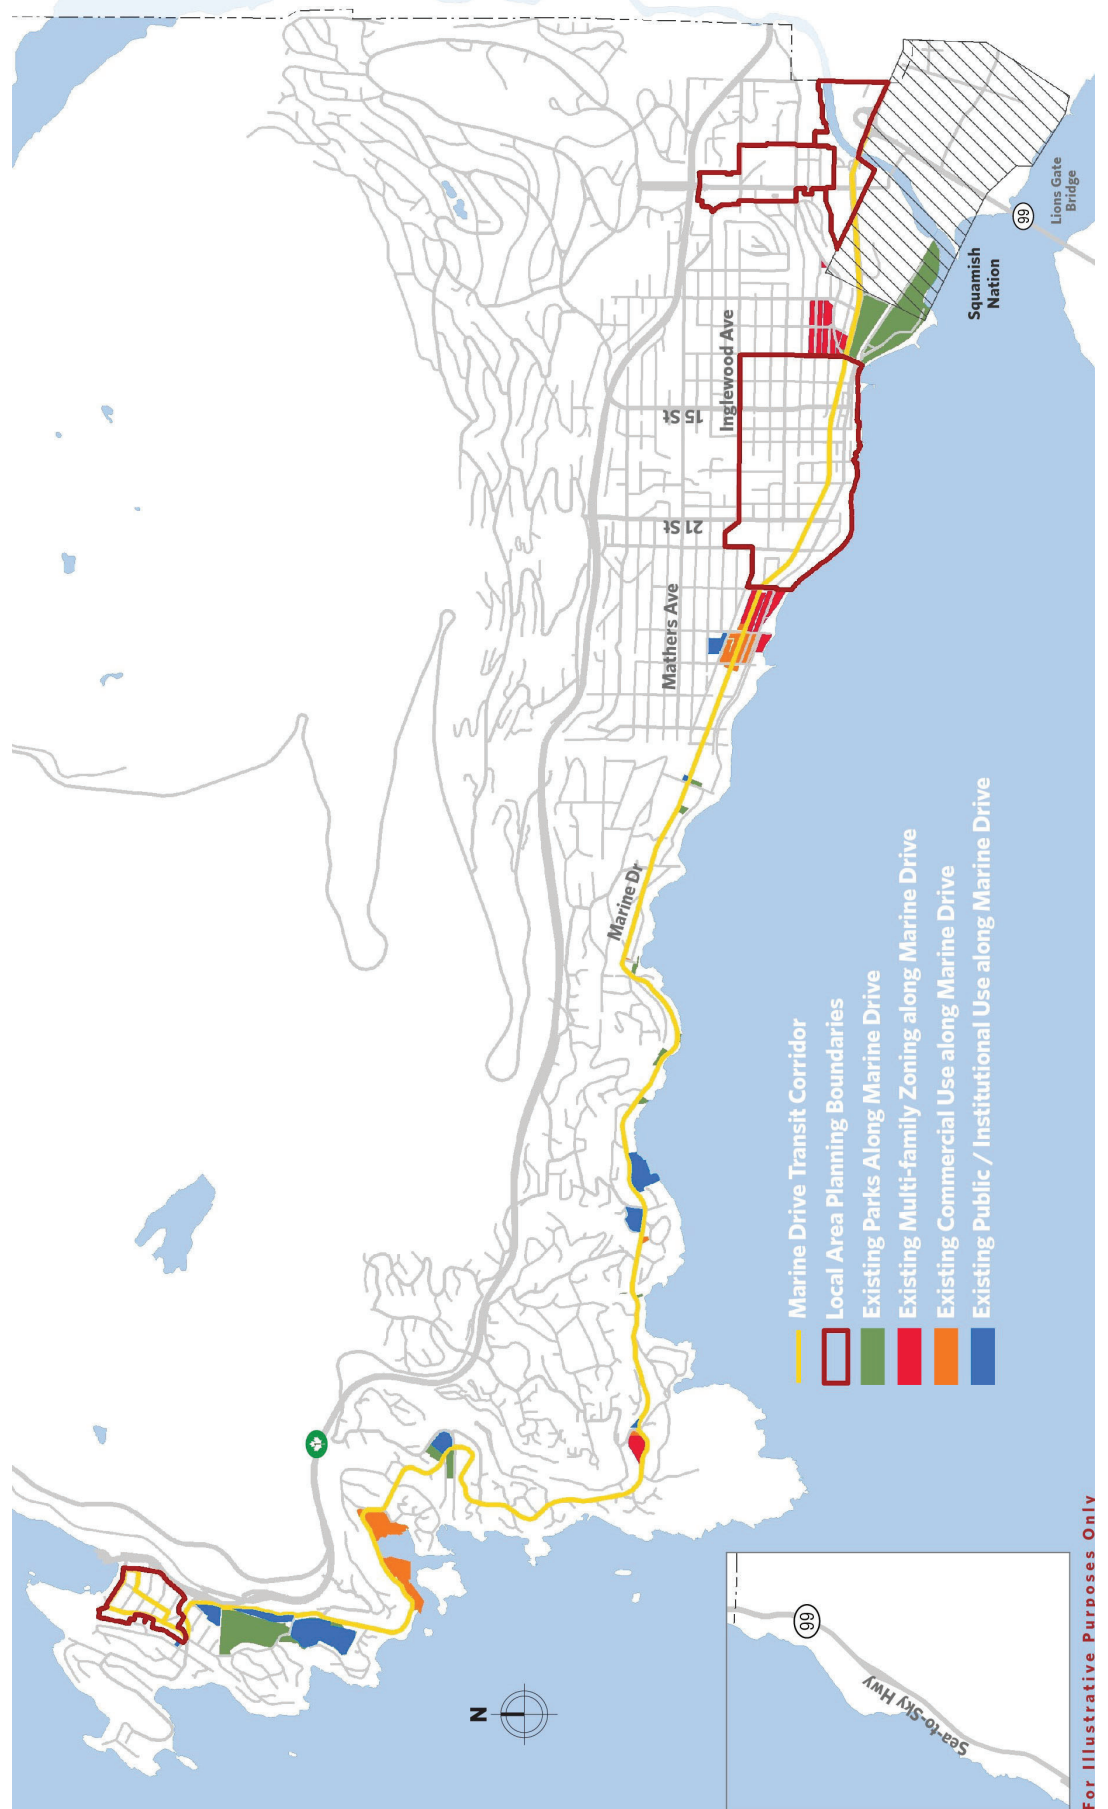 Mathers Ave
21 St
15 St
Inglewood Ave
Marine Dr
99
Lions Gate
Bridge
Squamish
Nation
Marine Drive Transit Corridor
Local Area Planning Boundaries
Existing Parks Along Marine Drive
Existing Multi-family Zoning along Marine Drive
Existing Commercial Use along Marine Drive
Existing Public / Institutional Use along Marine Drive
N
99
Sea-to-Sky Hwy
For Illustrative Purposes Only